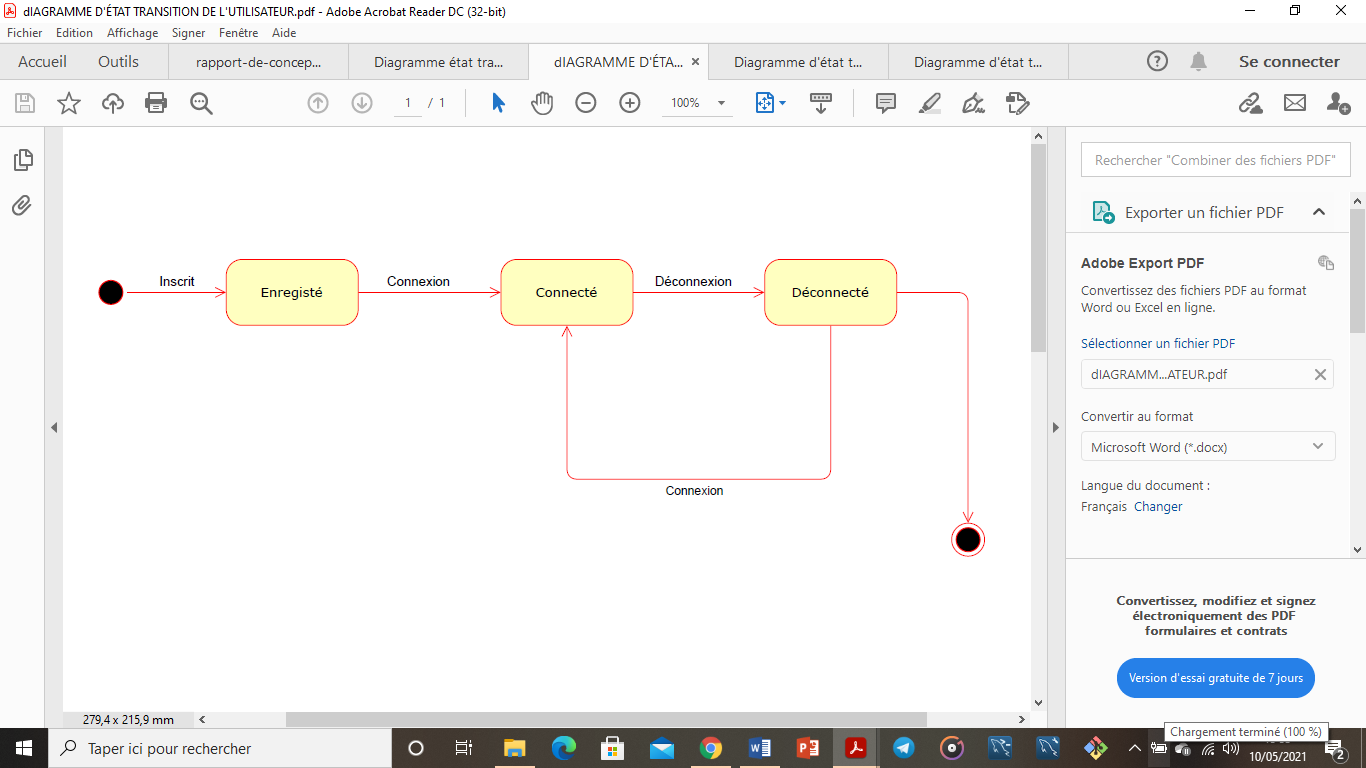 dIAGRAMME D'ÉTAT TRANSITION DE L'UTILISATEUR.pdf - Adobe Acrobat Reader DC (32-bit)
Fichier Edition Affichage Signer Fenêtre Aide
Accueil Outils rapport-de-concep... Diagramme état tra... dIAGRAMME D'ÉTA... Diagramme d'état t... Diagramme d'état t... Se connecter
1 / 1 100%
Rechercher "Combiner des fichiers PDF"
Exporter un fichier PDF
Adobe Export PDF
Convertissez des fichiers PDF au format
Word ou Excel en ligne.
Sélectionner un fichier PDF
dIAGRAMM...ATEUR.pdf
Convertir au format
Microsoft Word (*.docx)
Langue du document :
Français Changer
Convertissez, modifiez et signez
électroniquement des PDF
formulaires et contrats
Version d'essai gratuite de 7 jours
Inscrit
Enregisté
Connexion
Connecté
Déconnexion
Déconnecté
Connexion
279,4 x 215,9 mm
Taper ici pour rechercher
Chargement terminé (100 %)
10/05/2021
2